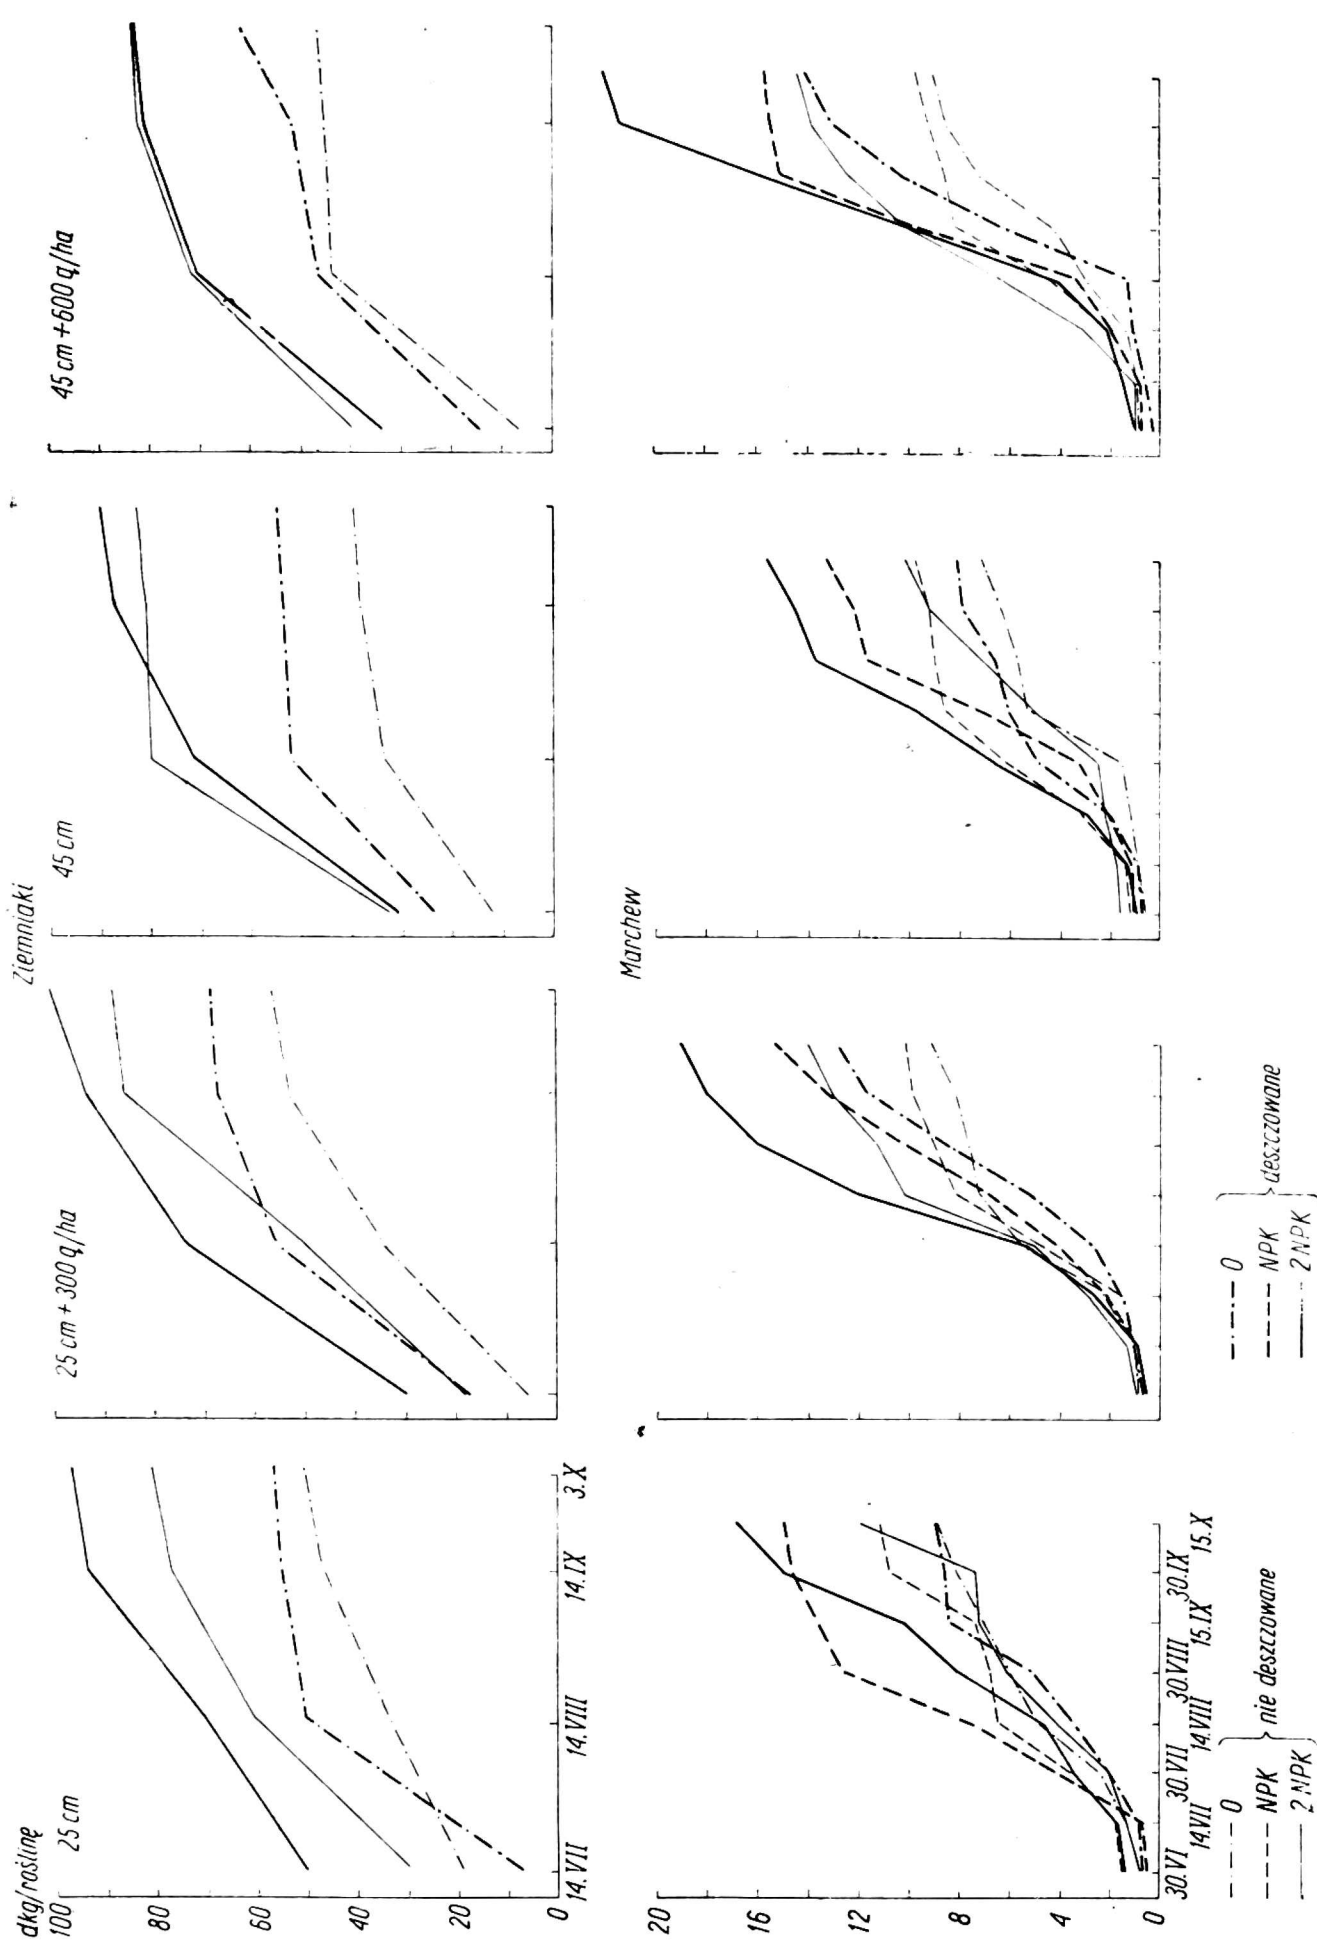 Ziemniaki
dkg/roślinę
25 cm
25 cm + 300 q/ha
45 cm
45 cm + 600 q/ha
100
80
60
40
20
0
14.VII
14.VIII
14.IX
3.X
Marchew
20
16
12
8
4
0
30.VI
14.VII
30.VII
14.VIII
30.VIII
15.IX
30.IX
15.X
0
NPK
2 NPK
nie deszczowane
0
NPK
2 NPK
deszczowane